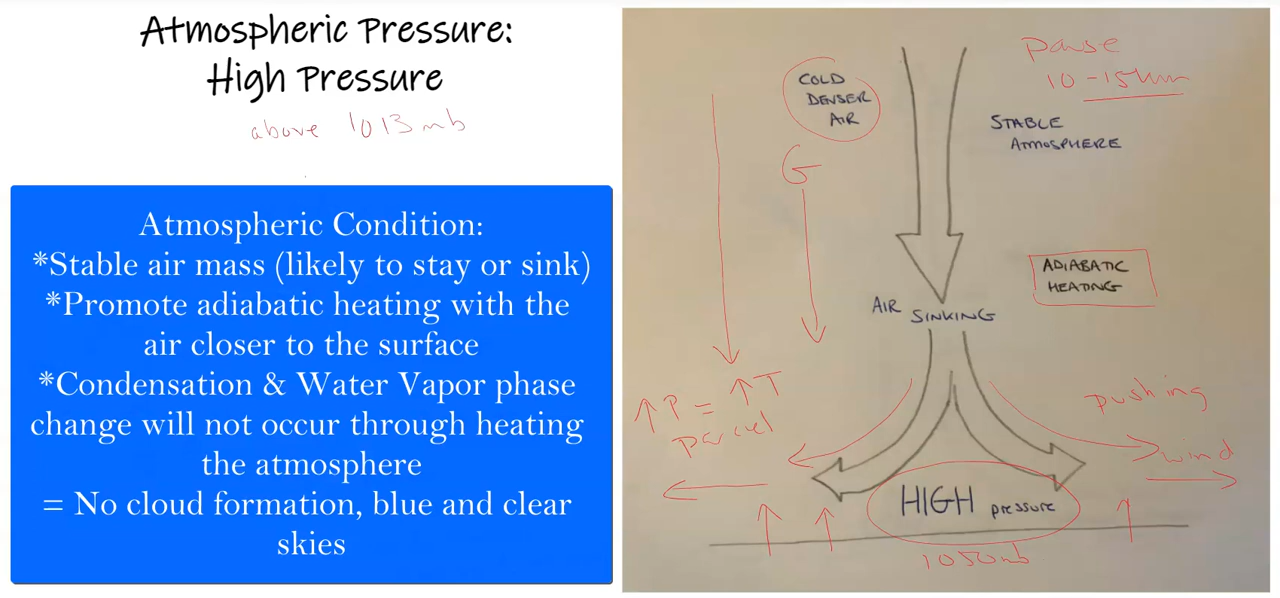 Atmospheric Pressure:
High Pressure
above 1013 mb
Atmospheric Condition:
*Stable air mass (likely to stay or sink)
*Promote adiabatic heating with the
air closer to the surface
*Condensation & Water Vapor phase
change will not occur through heating
the atmosphere
= No cloud formation, blue and clear
skies
COLD
DENSER
AIR
G
pause
10-15 km
STABLE
ATMOSPHERE
ADIABATIC
HEATING
AIR SINKING
↑P = ↑T
parcel
pushing
wind
HIGH pressure
1050mb